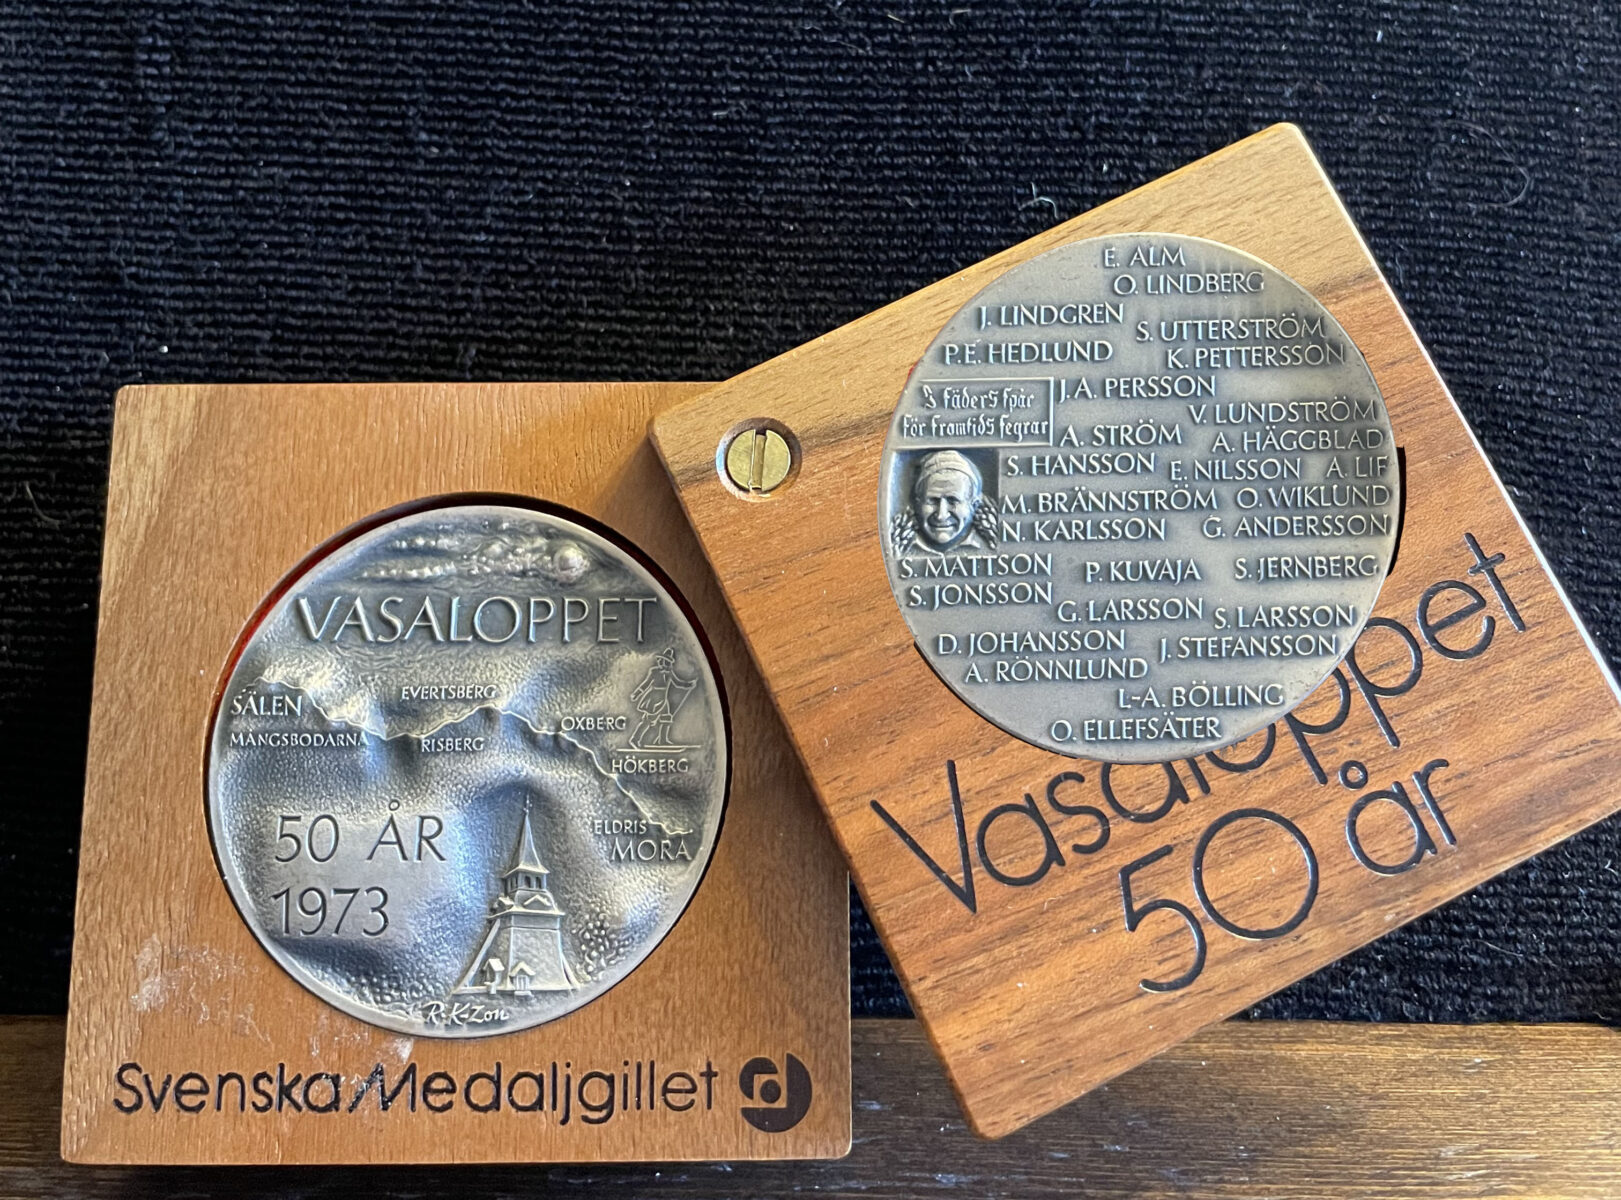 VASALOPPET
SÄLEN
EVERTSBERG
MÅNGSBODARNA
RISBERG
OXBERG
HÖKBERG
ELDRIS
MORA
50 ÅR
1973
R·K-Zon
Svenska Medaljgillet
E. ALM
O. LINDBERG
J. LINDGREN
S. UTTERSTRÖM
P.E. HEDLUND
K. PETTERSSON
J.A. PERSSON
I fäders spår
för framtids segrar
V. LUNDSTRÖM
A. STRÖM
A. HÄGGBLAD
S. HANSSON
E. NILSSON
A. LIF
M. BRÄNNSTRÖM
O. WIKLUND
N. KARLSSON
G. ANDERSSON
S. MATTSON
P. KUVAJA
S. JERNBERG
S. JONSSON
G. LARSSON
S. LARSSON
D. JOHANSSON
J. STEFANSSON
A. RÖNNLUND
L-A. BÖLLING
O. ELLEFSÄTER
Vasaloppet
50 år